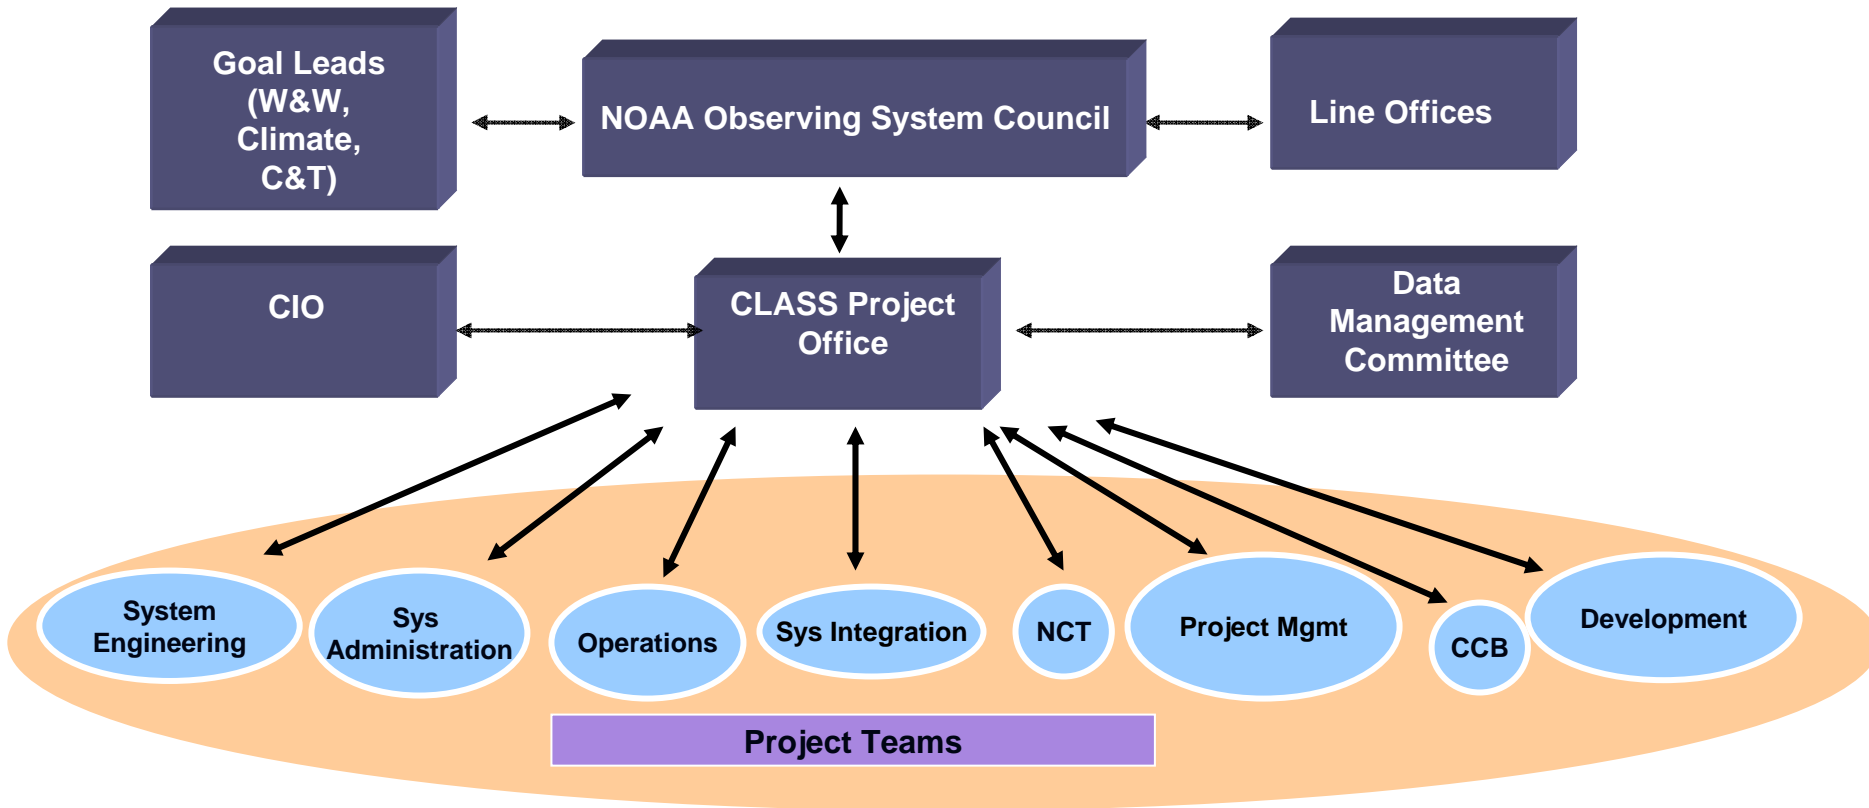 Goal Leads
(W&W,
Climate,
C&T)
NOAA Observing System Council
Line Offices
CIO
CLASS Project
Office
Data
Management
Committee
System
Engineering
Sys
Administration
Operations
Sys Integration
NCT
Project Mgmt
CCB
Development
Project Teams